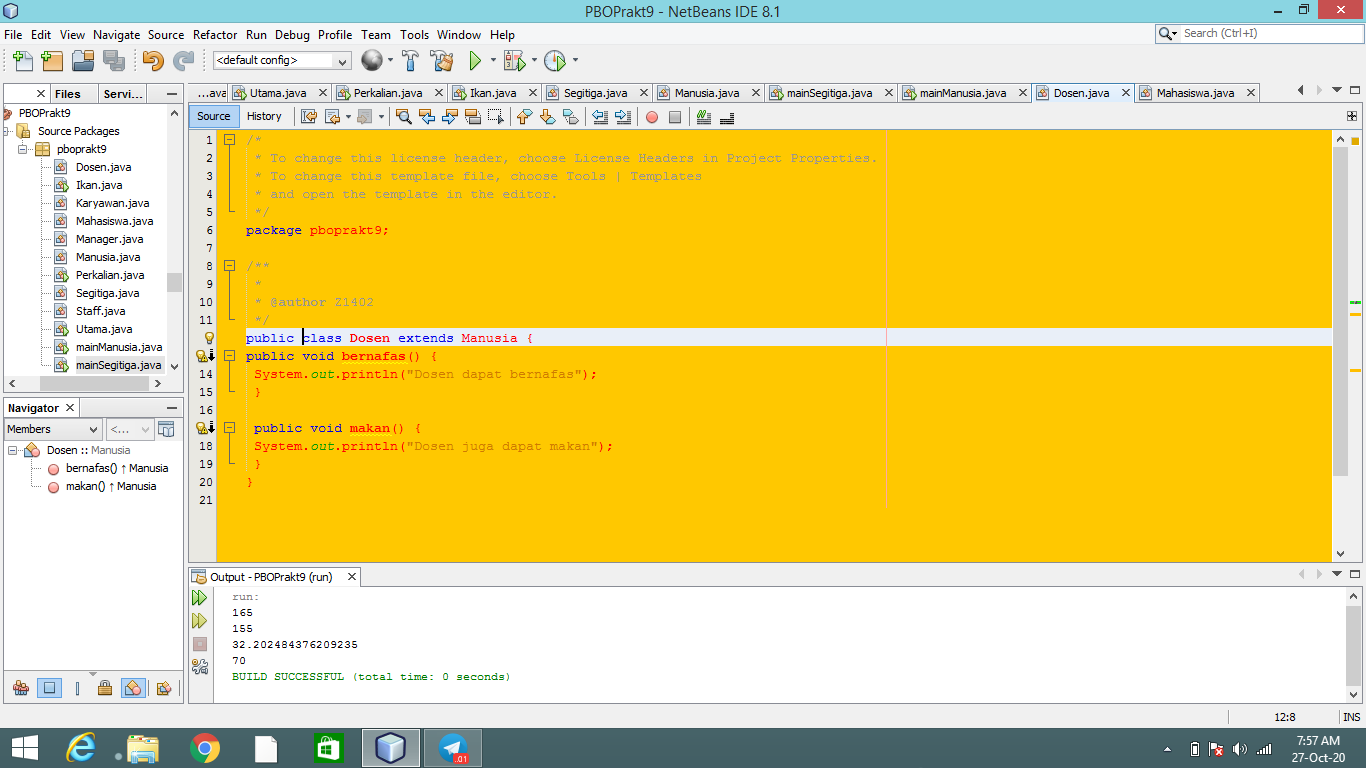 PBOPrakt9 - NetBeans IDE 8.1
File Edit View Navigate Source Refactor Run Debug Profile Team Tools Window Help
Search (Ctrl+I)
<default config>
Files Servi...
...ava Utama.java Perkalian.java Ikan.java Segitiga.java Manusia.java mainSegitiga.java mainManusia.java Dosen.java Mahasiswa.java
Source History
PBOPrakt9
Source Packages
pboprakt9
Dosen.java
Ikan.java
Karyawan.java
Mahasiswa.java
Manager.java
Manusia.java
Perkalian.java
Segitiga.java
Staff.java
Utama.java
mainManusia.java
mainSegitiga.java
Navigator
Members <...
Dosen :: Manusia
bernafas() ↑ Manusia
makan() ↑ Manusia
1 /*
2 * To change this license header, choose License Headers in Project Properties.
3 * To change this template file, choose Tools | Templates
4 * and open the template in the editor.
5 */
6 package pboprakt9;
7
8 /**
9 *
10 * @author Z1402
11 */
public class Dosen extends Manusia {
public void bernafas() {
14 System.out.println("Dosen dapat bernafas");
15 }
16
public void makan() {
18 System.out.println("Dosen juga dapat makan");
19 }
20 }
21
Output - PBOPrakt9 (run)
run:
165
155
32.202484376209235
70
BUILD SUCCESSFUL (total time: 0 seconds)
12:8 INS
.01
7:57 AM
27-Oct-20